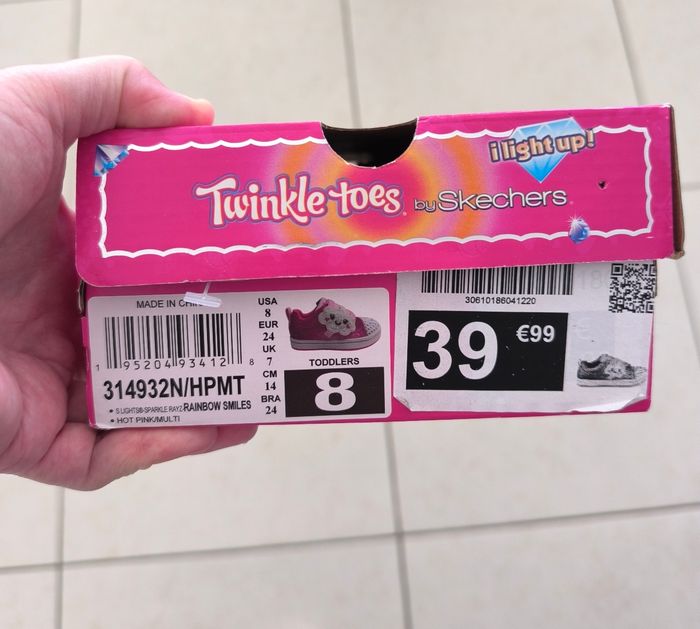 i light up!
Twinkle toes by Skechers
MADE IN
1 95204 93412 8
314932N/HPMT
• S LIGHTS®-SPARKLE RAYZ-RAINBOW SMILES
• HOT PINK/MULTI
USA
8
EUR
24
UK
7
CM
14
BRA
24
TODDLERS
8
30610186041220
18
39 €99